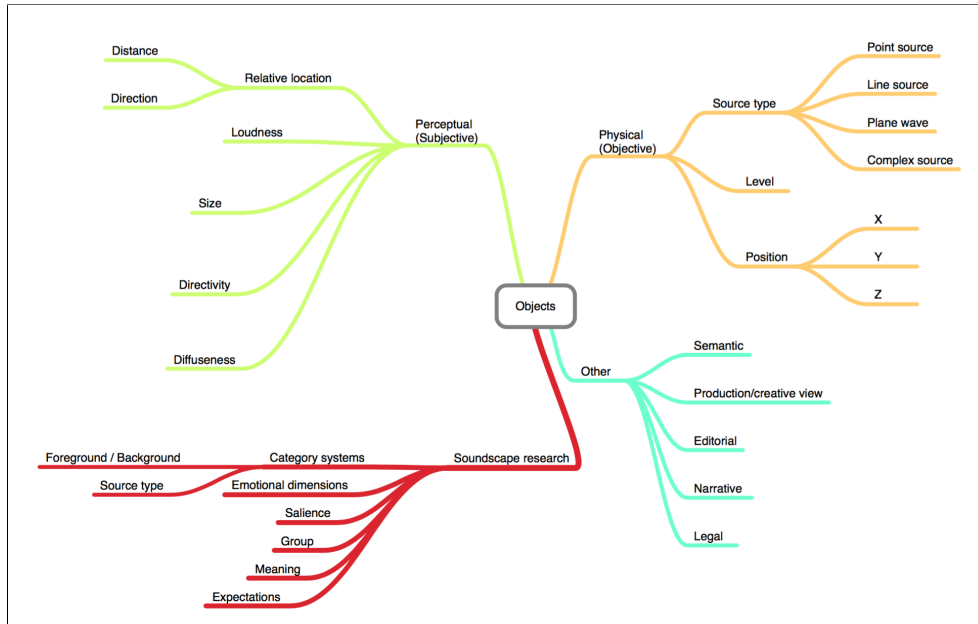 Objects
Perceptual
(Subjective)
Relative location
Distance
Direction
Loudness
Size
Directivity
Diffuseness
Physical
(Objective)
Source type
Point source
Line source
Plane wave
Complex source
Level
Position
X
Y
Z
Other
Semantic
Production/creative view
Editorial
Narrative
Legal
Soundscape research
Category systems
Foreground / Background
Source type
Emotional dimensions
Salience
Group
Meaning
Expectations